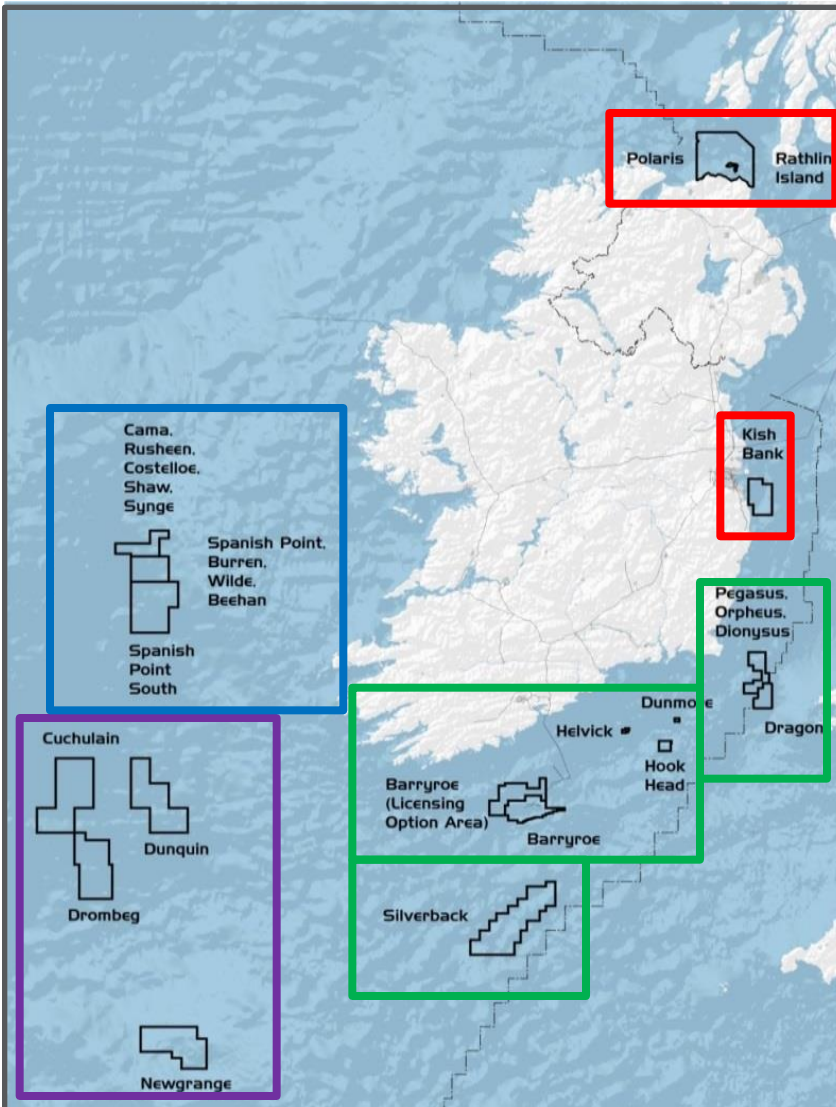 Polaris
Rathlin
Island
Kish
Bank
Cama,
Rusheen,
Costelloe,
Shaw,
Synge
Spanish Point,
Burren,
Wilde,
Beehan
Spanish
Point
South
Pegasus,
Orpheus,
Dionysus
Dragon
Dunmore
Helvick
Hook
Head
Barryroe
(Licensing
Option Area)
Barryroe
Cuchulain
Dunquin
Drombeg
Silverback
Newgrange